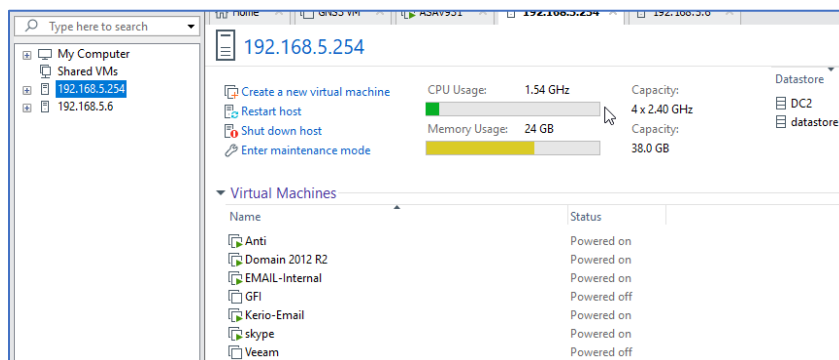 Home GNS3 VM ASAV951 192.168.5.254 192.168.5.6
Type here to search
My Computer
Shared VMs
192.168.5.254
192.168.5.6
192.168.5.254
Create a new virtual machine
Restart host
Shut down host
Enter maintenance mode
CPU Usage: 1.54 GHz
Memory Usage: 24 GB
Capacity:
4 x 2.40 GHz
Capacity:
38.0 GB
Datastore
DC2
datastore
Virtual Machines
Name Status
Anti Powered on
Domain 2012 R2 Powered on
EMAIL-Internal Powered on
GFI Powered off
Kerio-Email Powered on
skype Powered on
Veeam Powered off